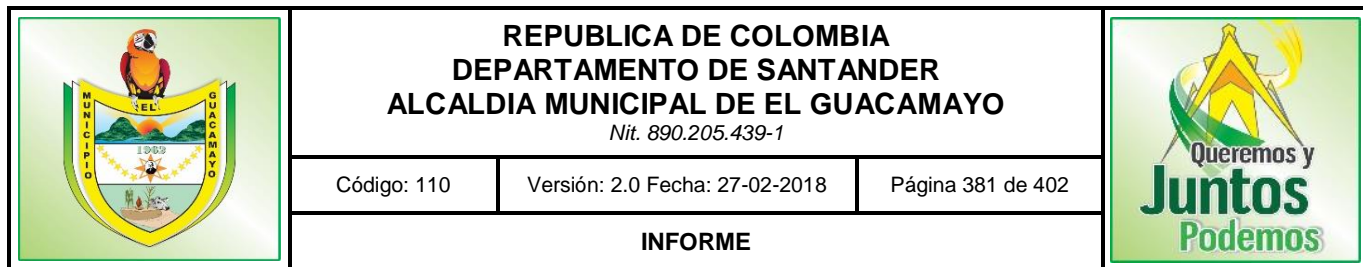 MUNICIPIO
EL
GUACAMAYO
1963
REPUBLICA DE COLOMBIA
DEPARTAMENTO DE SANTANDER
ALCALDIA MUNICIPAL DE EL GUACAMAYO
Nit. 890.205.439-1
Código: 110
Versión: 2.0 Fecha: 27-02-2018
Página 381 de 402
INFORME
Queremos y
Juntos
Podemos